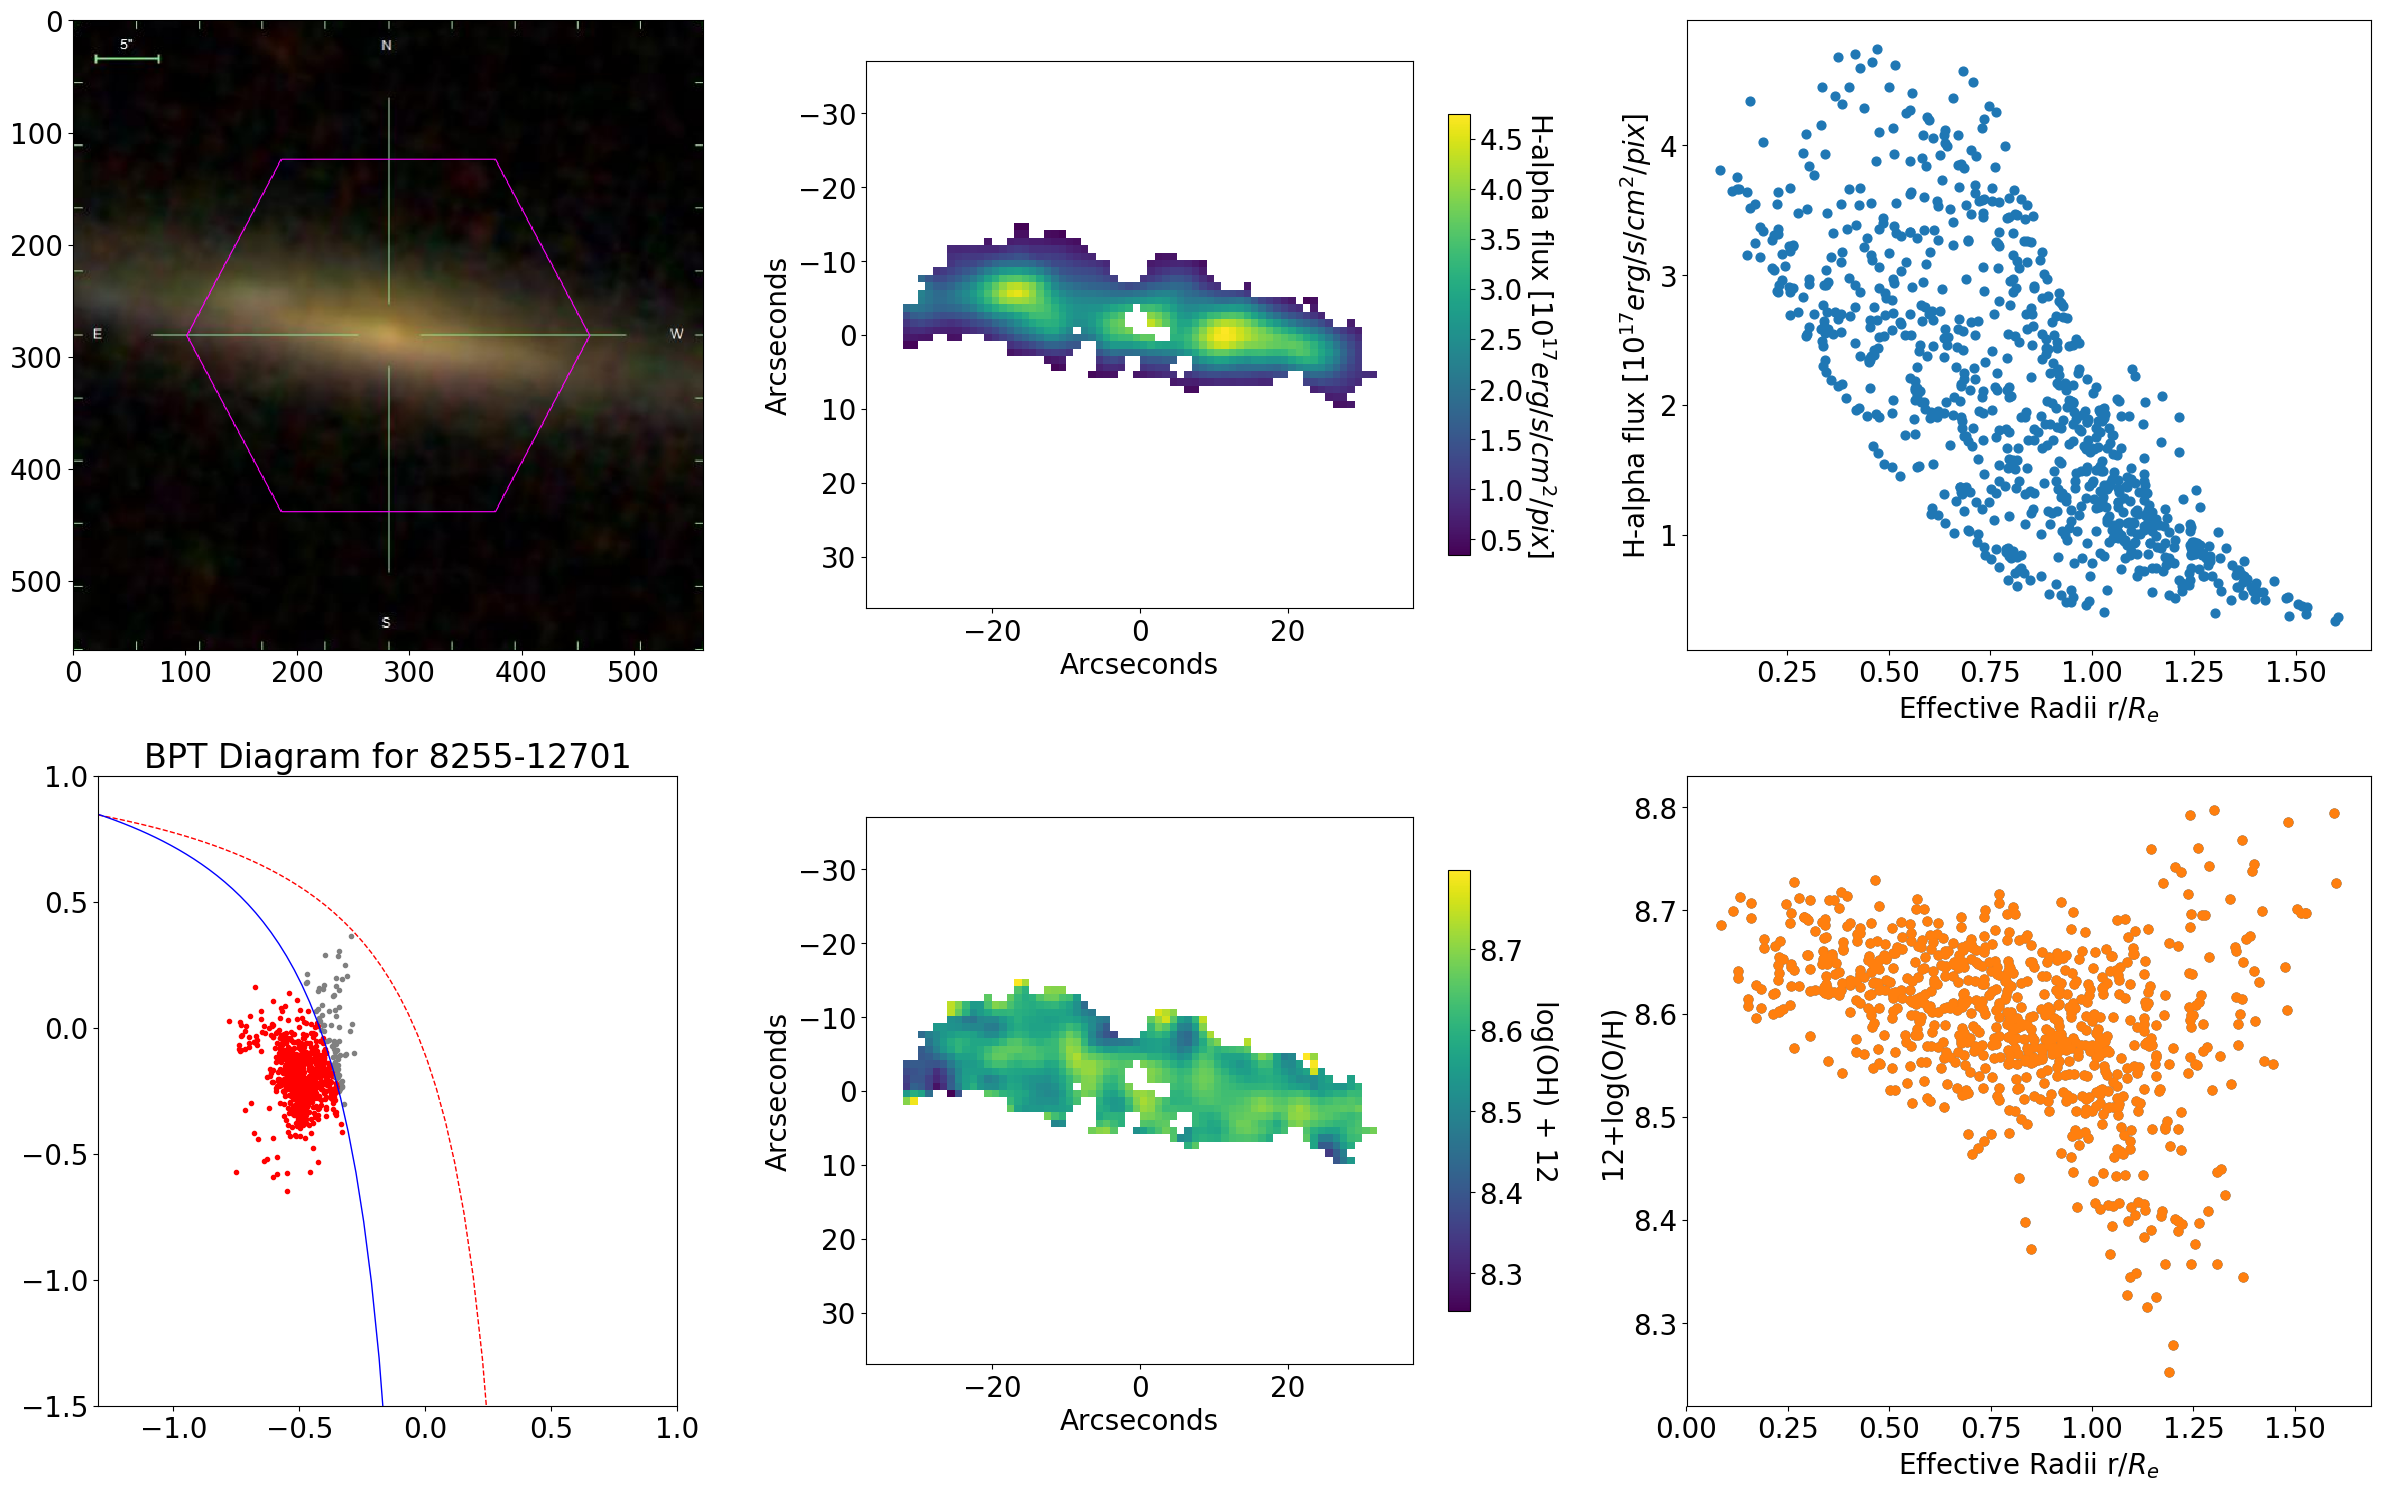 0
100
200
300
400
500
0 100 200 300 400 500
5"
N
E
W
S
−30
−20
−10
0
10
20
30
−20 0 20
Arcseconds
Arcseconds
4.5
4.0
3.5
3.0
2.5
2.0
1.5
1.0
0.5
H-alpha flux [10^17 erg/s/cm^2/pix]
H-alpha flux [10^17 erg/s/cm^2/pix]
4
3
2
1
0.25 0.50 0.75 1.00 1.25 1.50
Effective Radii r/R_e
BPT Diagram for 8255-12701
1.0
0.5
0.0
−0.5
−1.0
−1.5
−1.0 −0.5 0.0 0.5 1.0
−30
−20
−10
0
10
20
30
−20 0 20
Arcseconds
Arcseconds
8.7
8.6
8.5
8.4
8.3
log(OH) + 12
12+log(O/H)
8.8
8.7
8.6
8.5
8.4
8.3
0.00 0.25 0.50 0.75 1.00 1.25 1.50
Effective Radii r/R_e